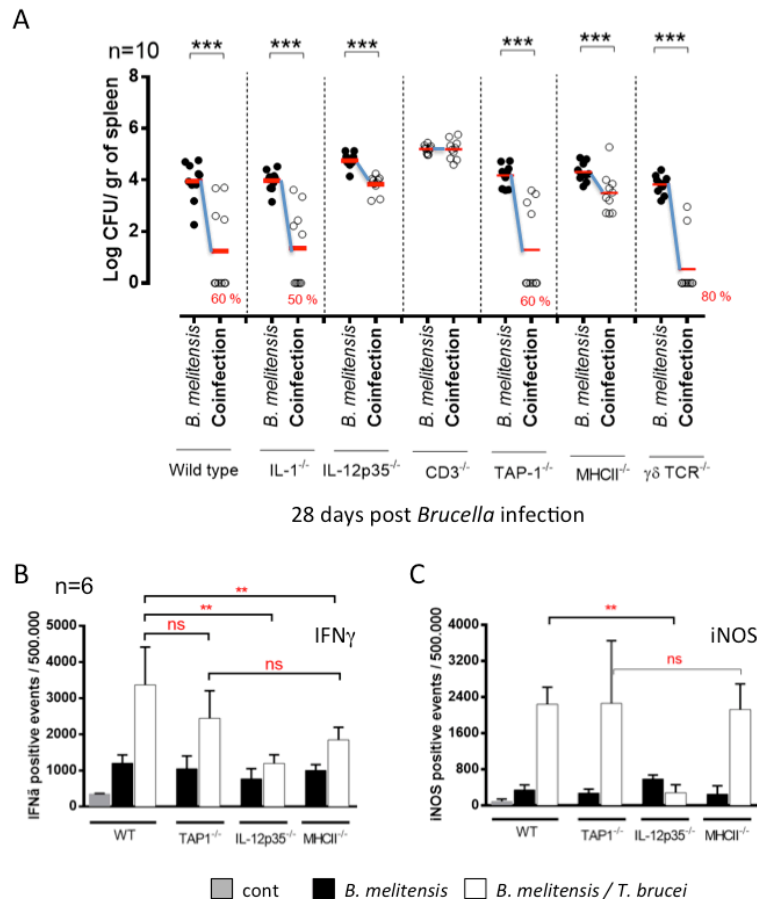 A
n=10
*** *** *** *** *** ***
Log CFU/ gr of spleen
8
6
4
2
0
60 % 50 % 60 % 80 %
B. melitensis Coinfection B. melitensis Coinfection B. melitensis Coinfection B. melitensis Coinfection B. melitensis Coinfection B. melitensis Coinfection B. melitensis Coinfection
Wild type IL-1-/- IL-12p35-/- CD3-/- TAP-1-/- MHCII-/- γδ TCR-/-
28 days post Brucella infection
B
n=6
**
**
ns
ns
IFNγ
IFNã positive events / 500.000
5000
4000
3000
2000
1000
0
WT TAP1-/- IL-12p35-/- MHCII-/-
C
**
ns
iNOS
iNOS positive events / 500.000
4000
3200
2400
1600
800
0
WT TAP1-/- IL-12p35-/- MHCII-/-
cont B. melitensis B. melitensis / T. brucei